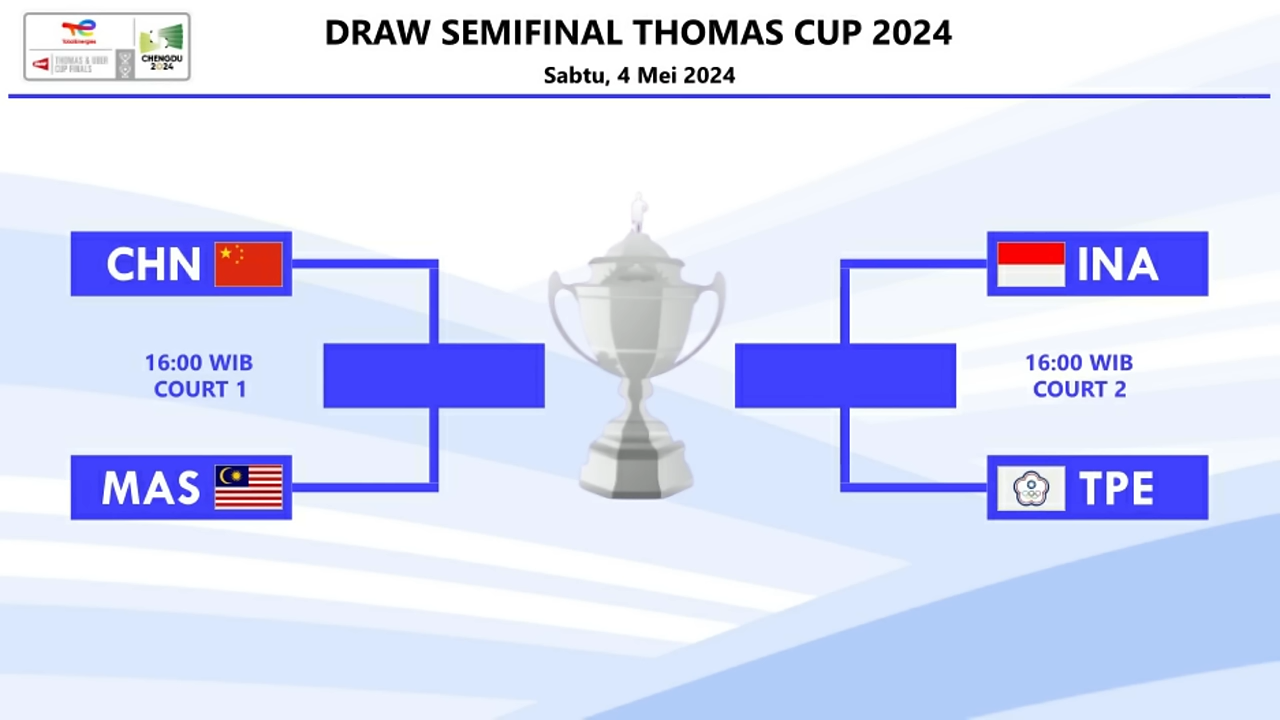 TotalEnergies
THOMAS & UBER
CUP FINALS
CHENGDU
2024
DRAW SEMIFINAL THOMAS CUP 2024
Sabtu, 4 Mei 2024
CHN
16:00 WIB
COURT 1
MAS
INA
16:00 WIB
COURT 2
TPE